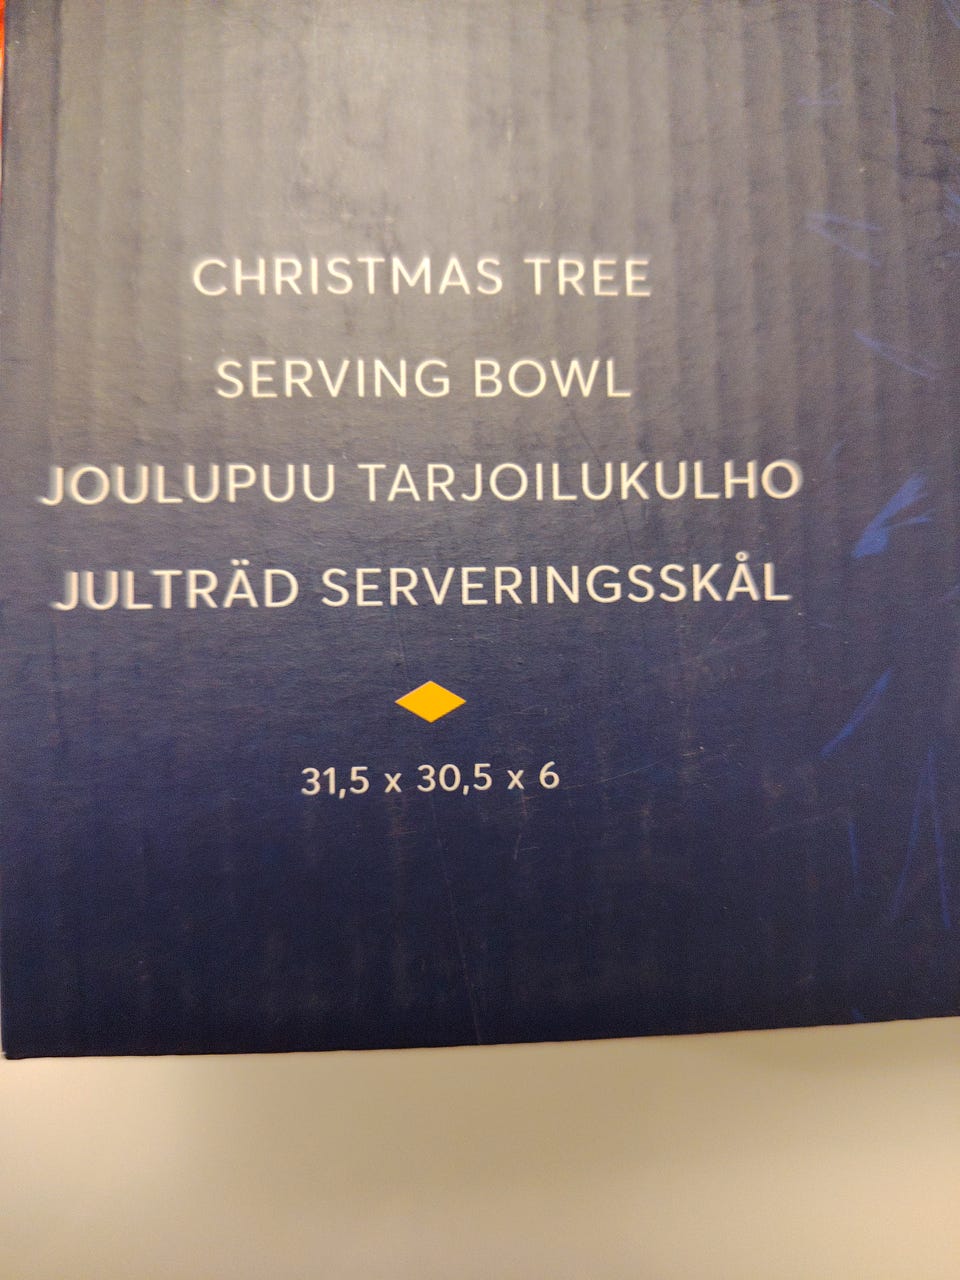 CHRISTMAS TREE
SERVING BOWL
JOULUPUU TARJOILUKULHO
JULTRÄD SERVERINGSSKÅL
31,5 x 30,5 x 6